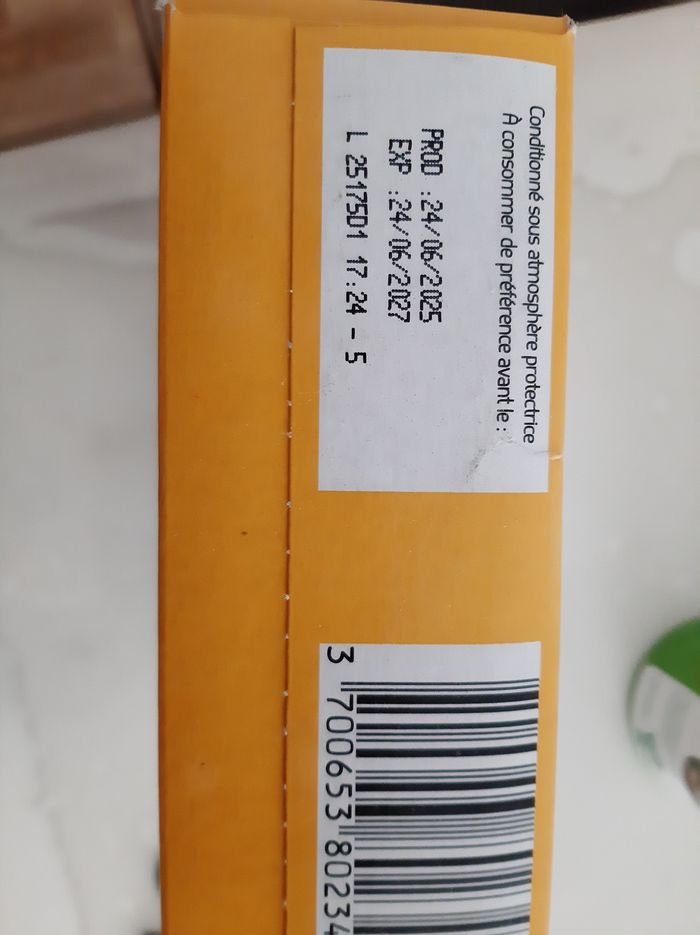 Conditionné sous atmosphère protectrice
À consommer de préférence avant le :
PROD :24/06/2025
EXP :24/06/2027
L 25175D1 17:24 - 5
3 700653 80234